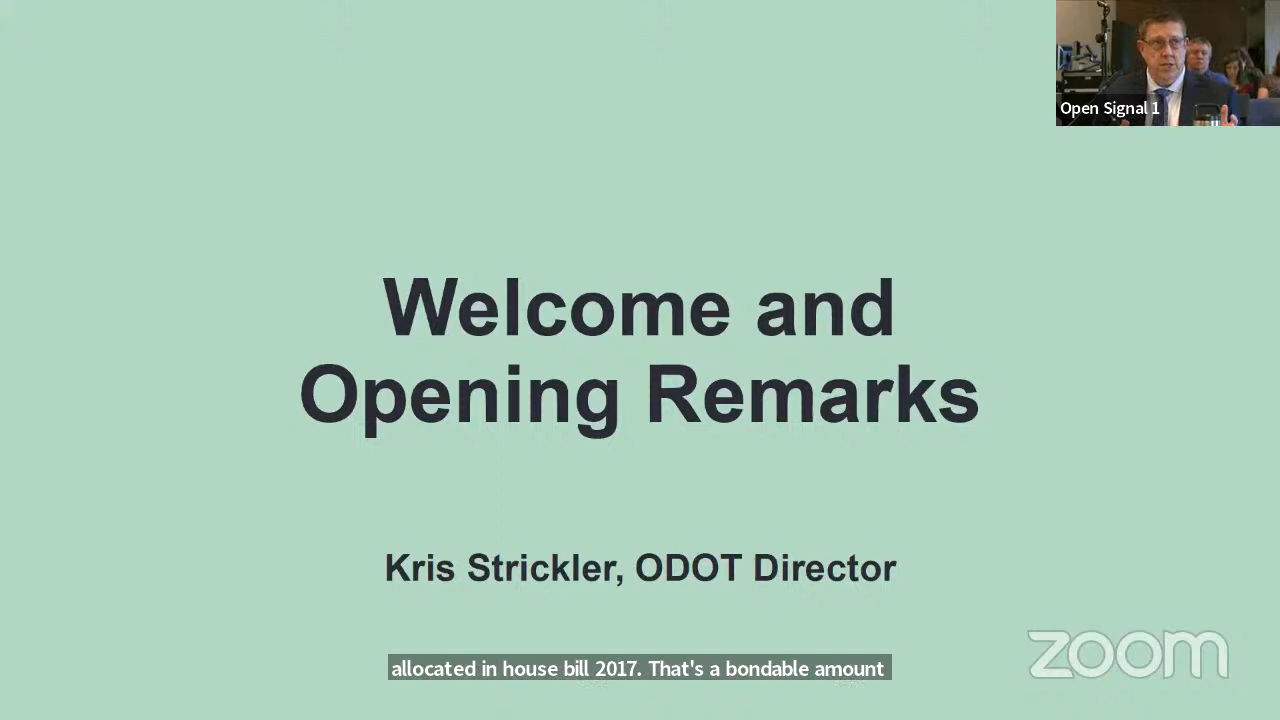 Open Signal 1
Welcome and
Opening Remarks
Kris Strickler, ODOT Director
allocated in house bill 2017. That's a bondable amount
zoom